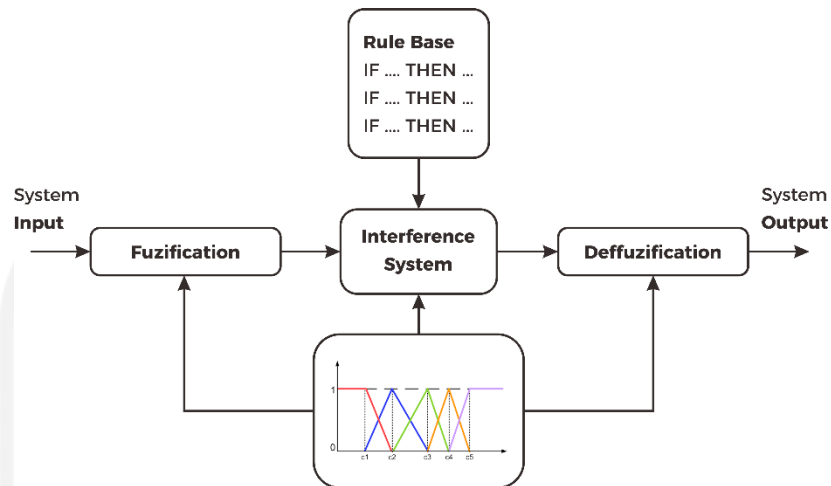 Rule Base
IF .... THEN ...
IF .... THEN ...
IF .... THEN ...
System
Input
Fuzification
Interference
System
Deffuzification
System
Output
1
0
c1 c2 c3 c4 c5